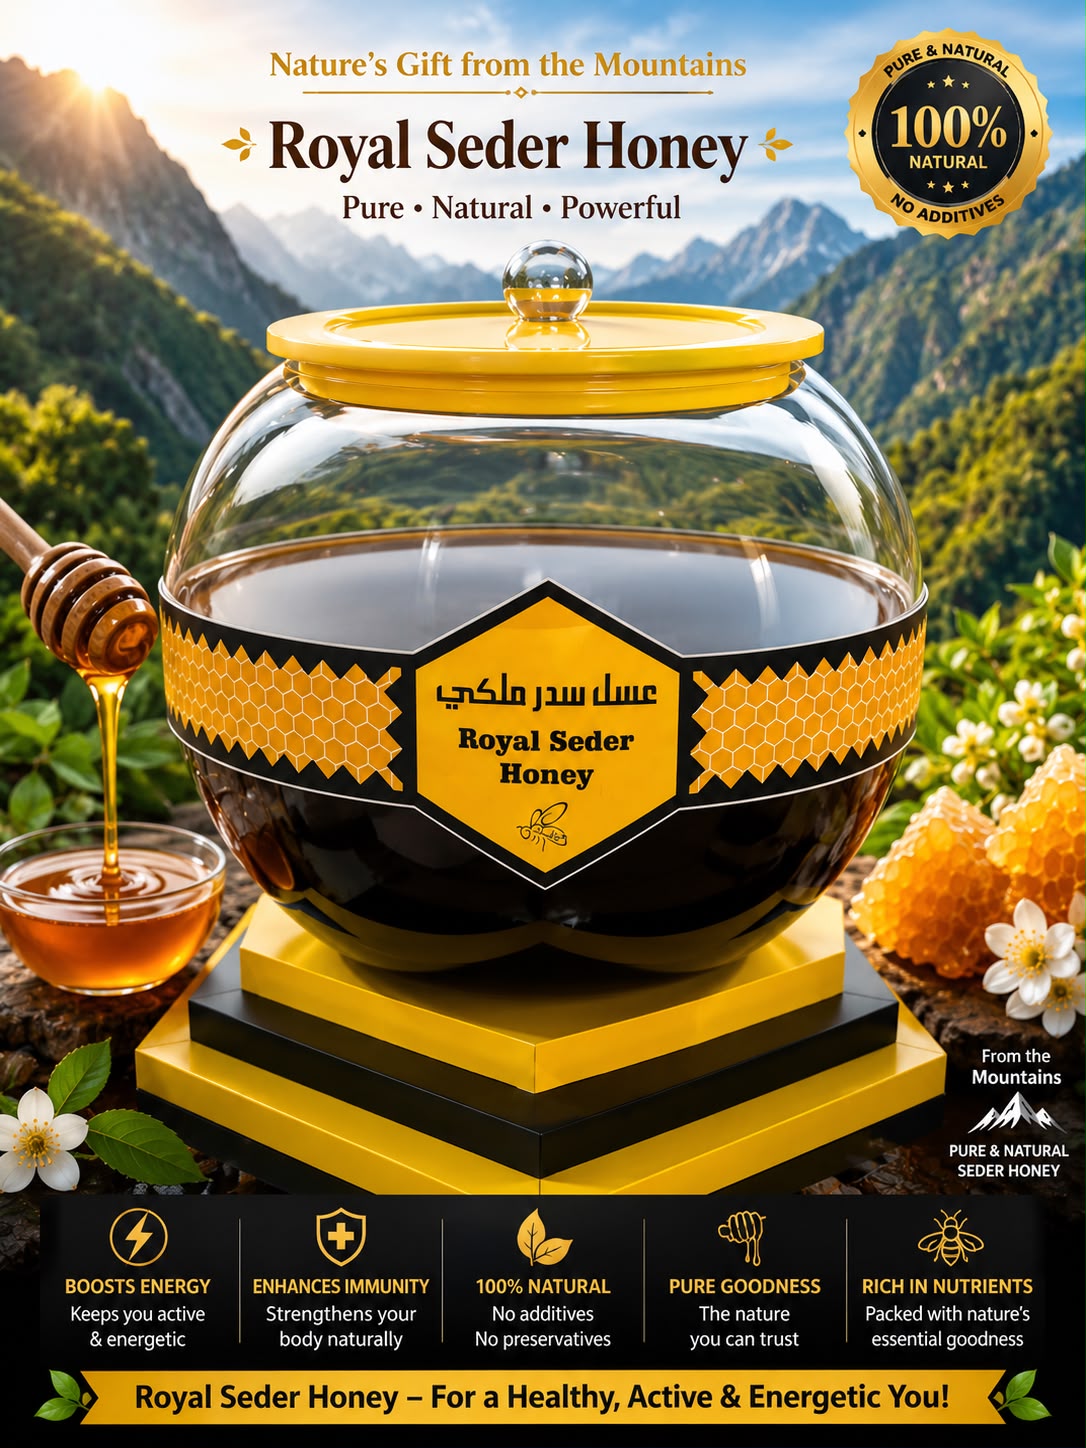 Nature's Gift from the Mountains
Royal Seder Honey
Pure • Natural • Powerful
PURE & NATURAL
100%
NATURAL
NO ADDITIVES
عسل سدر ملكي
Royal Seder
Honey
From the
Mountains
PURE & NATURAL
SEDER HONEY
BOOSTS ENERGY
Keeps you active
& energetic
ENHANCES IMMUNITY
Strengthens your
body naturally
100% NATURAL
No additives
No preservatives
PURE GOODNESS
The nature
you can trust
RICH IN NUTRIENTS
Packed with nature's
essential goodness
Royal Seder Honey – For a Healthy, Active & Energetic You!